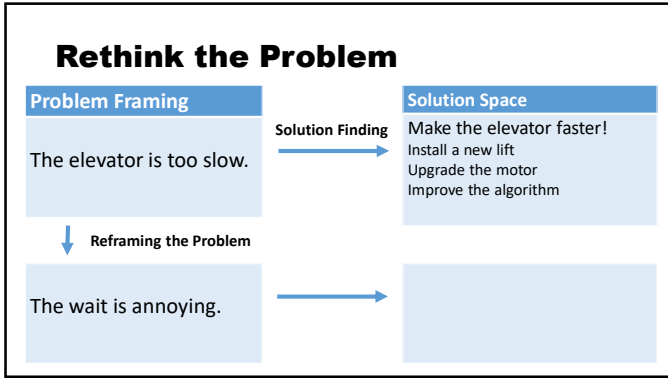 Rethink the Problem
Problem Framing
Solution Space
The elevator is too slow.
Solution Finding
Make the elevator faster!
Install a new lift
Upgrade the motor
Improve the algorithm
Reframing the Problem
The wait is annoying.